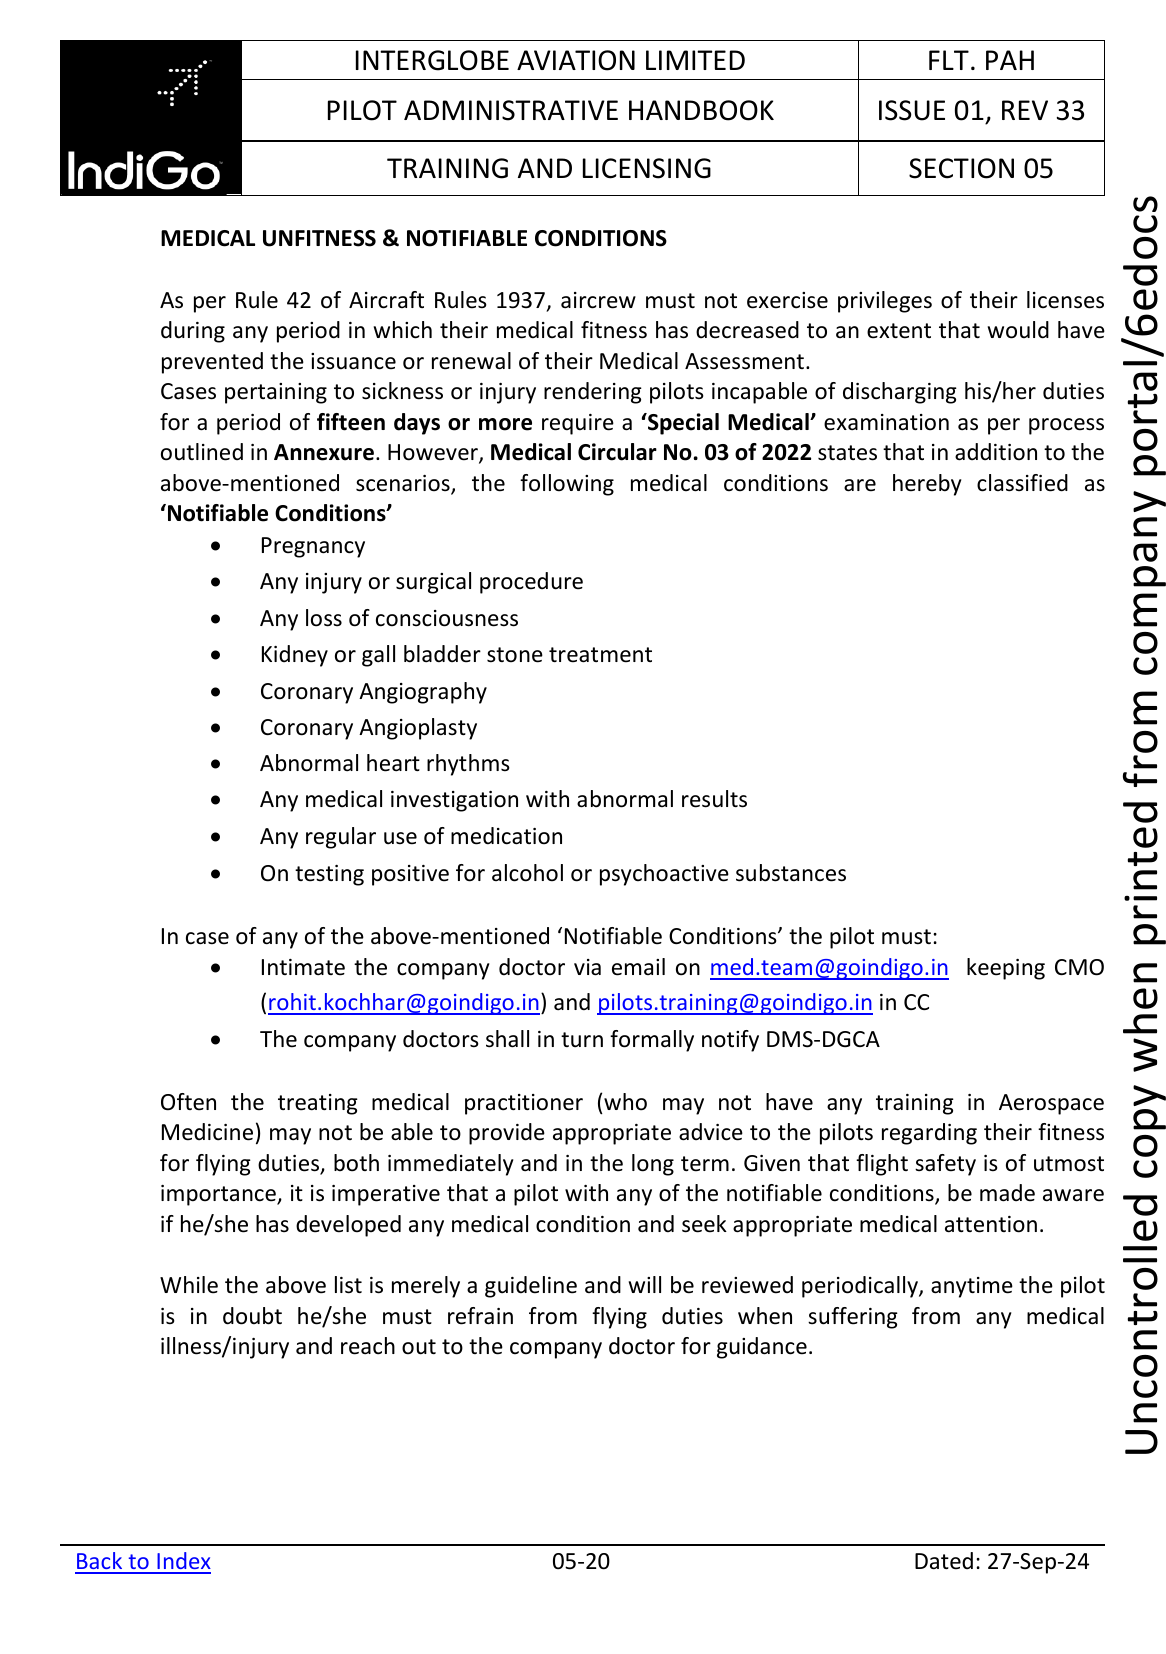 INTERGLOBE AVIATION LIMITED
FLT. PAH
PILOT ADMINISTRATIVE HANDBOOK
ISSUE 01, REV 33
IndiGo
TRAINING AND LICENSING
SECTION 05
MEDICAL UNFITNESS & NOTIFIABLE CONDITIONS
As per Rule 42 of Aircraft Rules 1937, aircrew must not exercise privileges of their licenses
during any period in which their medical fitness has decreased to an extent that would have
prevented the issuance or renewal of their Medical Assessment.
Cases pertaining to sickness or injury rendering pilots incapable of discharging his/her duties
for a period of fifteen days or more require a ‘Special Medical’ examination as per process
outlined in Annexure. However, Medical Circular No. 03 of 2022 states that in addition to the
above-mentioned scenarios, the following medical conditions are hereby classified as
‘Notifiable Conditions’
• Pregnancy
• Any injury or surgical procedure
• Any loss of consciousness
• Kidney or gall bladder stone treatment
• Coronary Angiography
• Coronary Angioplasty
• Abnormal heart rhythms
• Any medical investigation with abnormal results
• Any regular use of medication
• On testing positive for alcohol or psychoactive substances
In case of any of the above-mentioned ‘Notifiable Conditions’ the pilot must:
• Intimate the company doctor via email on med.team@goindigo.in keeping CMO
(rohit.kochhar@goindigo.in) and pilots.training@goindigo.in in CC
• The company doctors shall in turn formally notify DMS-DGCA
Often the treating medical practitioner (who may not have any training in Aerospace
Medicine) may not be able to provide appropriate advice to the pilots regarding their fitness
for flying duties, both immediately and in the long term. Given that flight safety is of utmost
importance, it is imperative that a pilot with any of the notifiable conditions, be made aware
if he/she has developed any medical condition and seek appropriate medical attention.
While the above list is merely a guideline and will be reviewed periodically, anytime the pilot
is in doubt he/she must refrain from flying duties when suffering from any medical
illness/injury and reach out to the company doctor for guidance.
Back to Index
05-20
Dated: 27-Sep-24
Uncontrolled copy when printed from company portal/6edocs